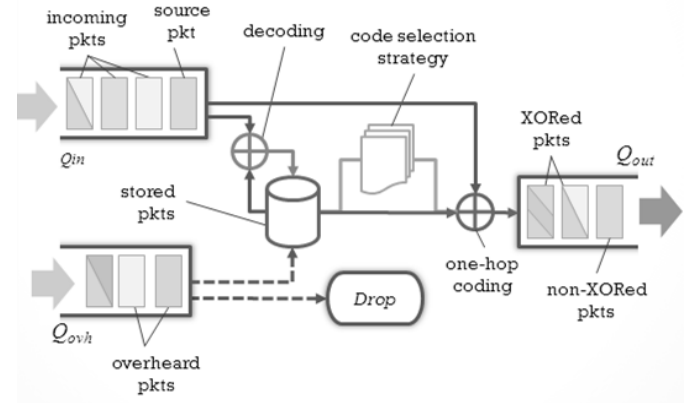 incoming
pkts
source
pkt
decoding
code selection
strategy
Qin
stored
pkts
XORed
pkts
Qout
one-hop
coding
non-XORed
pkts
Drop
Qovh
overheard
pkts